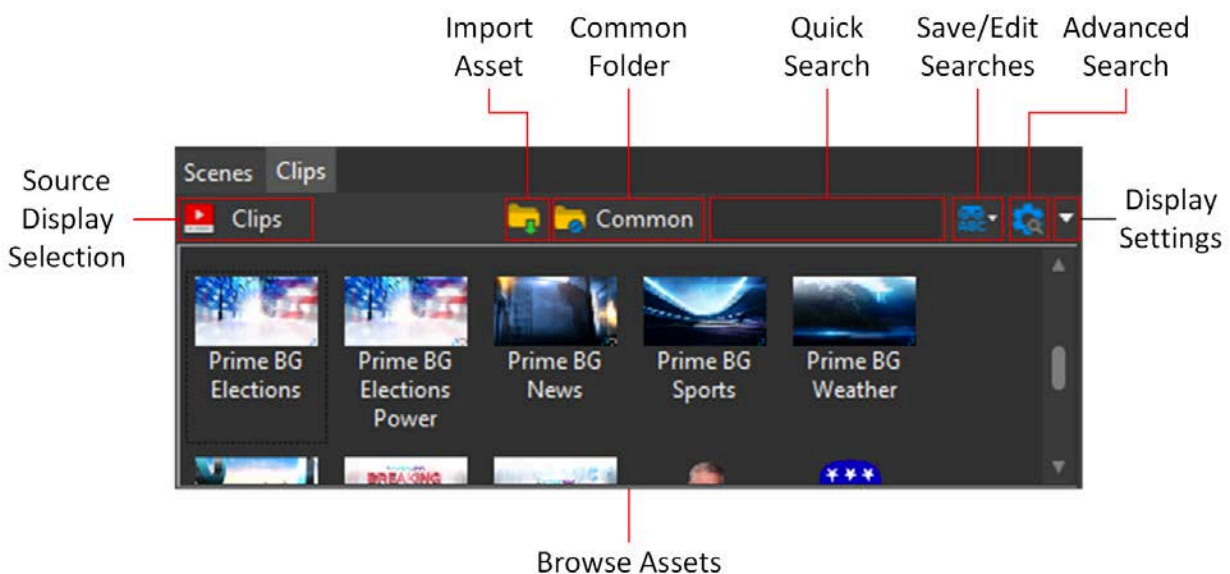 Import
Asset
Common
Folder
Quick
Search
Save/Edit
Searches
Advanced
Search
Source
Display
Selection
Scenes
Clips
Clips
Common
ABC
Display
Settings
Prime BG
Elections
Prime BG
Elections
Power
Prime BG
News
Prime BG
Sports
Prime BG
Weather
BREAKING
Browse Assets